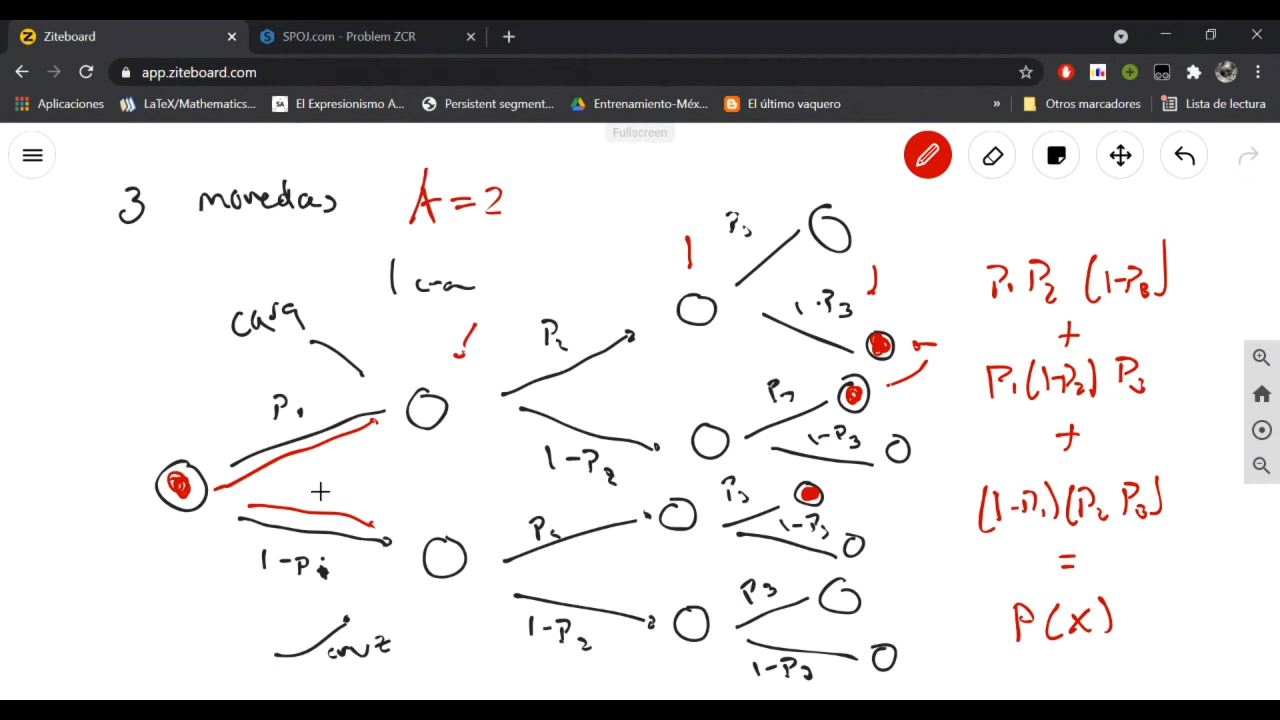 Ziteboard
SPOJ.com - Problem ZCR
app.ziteboard.com
Aplicaciones
LaTeX/Mathematics...
El Expresionismo A...
Persistent segment...
Entrenamiento-Méx...
El último vaquero
»
Otros marcadores
Lista de lectura
Fullscreen
3 monedas A=2
P3
1 cara
cara
P2
1-P3
P1
P3
1-P3
1-P2
P3
1-P3
P2
1-P1
P3
1-P2
cruz
1-P3
P1 P2 (1-P3)
+
P1(1-P2) P3
+
(1-P1)(P2 P3)
=
P(X)